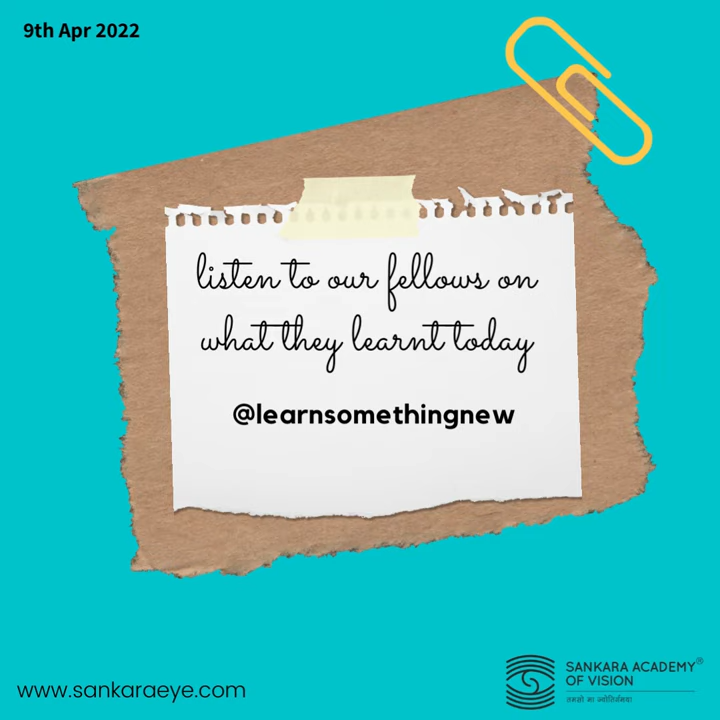 9th Apr 2022
listen to our fellows on
what they learnt today
@learnsomethingnew
www.sankaraeye.com
SANKARA ACADEMY®
OF VISION
तमसो मा ज्योतिर्गमया